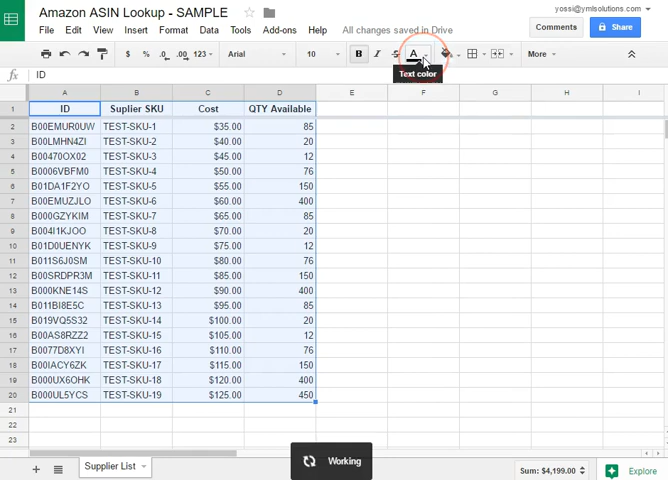 Amazon ASIN Lookup - SAMPLE
yossi@ymlsolutions.com
File Edit View Insert Format Data Tools Add-ons Help All changes saved in Drive
Comments
Share
$ % .0 .00 123 Arial 10 B I S A More
Text color
fx ID
A B C D E F G H I
1 ID Suplier SKU Cost QTY Available
2 B00EMUR0UW TEST-SKU-1 $35.00 85
3 B00LMHN4ZI TEST-SKU-2 $40.00 20
4 B00470OX02 TEST-SKU-3 $45.00 12
5 B0006VBFM0 TEST-SKU-4 $50.00 76
6 B01DA1F2YO TEST-SKU-5 $55.00 150
7 B00EMUZJLO TEST-SKU-6 $60.00 400
8 B000GZYKIM TEST-SKU-7 $65.00 85
9 B004I1KJOO TEST-SKU-8 $70.00 20
10 B01D0UENYK TEST-SKU-9 $75.00 12
11 B011S6J0SM TEST-SKU-10 $80.00 76
12 B00SRDPR3M TEST-SKU-11 $85.00 150
13 B000KNE14S TEST-SKU-12 $90.00 400
14 B011BI8E5C TEST-SKU-13 $95.00 85
15 B019VQ5S32 TEST-SKU-14 $100.00 20
16 B00AS8RZZ2 TEST-SKU-15 $105.00 12
17 B0077D8XYI TEST-SKU-16 $110.00 76
18 B00IACY6ZK TEST-SKU-17 $115.00 150
19 B000UX6OHK TEST-SKU-18 $120.00 400
20 B000UL5YCS TEST-SKU-19 $125.00 450
21
22
23
Supplier List
Working
Sum: $4,199.00
Explore